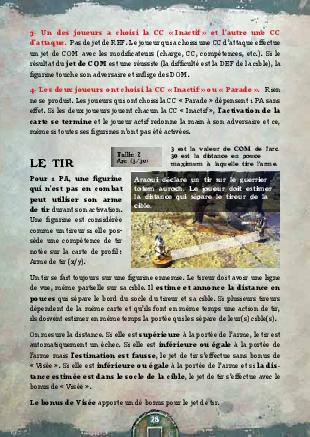 3- Un des joueurs a choisi la CC « Inactif » et l'autre une CC
d'attaque. Pas de jet de REF. Le joueur qui a choisi une CC d'attaque effectue
un jet de COM avec les modificateurs (charge, CC, compétences, etc.). Si le
résultat du jet de COM est une réussite (la difficulté est la DEF de la cible), la
figurine touche son adversaire et inflige des DOM.
4- Les deux joueurs ont choisi la CC « Inactif » ou « Parade ». Rien
ne se produit. Les joueurs qui ont choisi la CC « Parade » dépensent 1 PA sans
effet. Si les deux joueurs jouent chacun la CC « Inactif », l'activation de la
carte se termine et le joueur actif redonne la main à son adversaire et ce,
même si toutes ses figurines n'ont pas été activées.
LE TIR
Taille: 2
Arc (3/30)
3 est la valeur de COM de l'arc.
30 est la distance en pouce
maximum à laquelle tire l'arme.
Pour 1 PA, une figurine
qui n'est pas en combat
peut utiliser son arme
de tir durant son activation.
Une figurine est considérée
comme un tireur si elle pos-
sède une compétence de tir
notée sur la carte de profil :
Arme de tir (x/y).
Araoui déclare un tir sur le guerrier
totem auroch. Le joueur doit estimer
la distance qui sépare le tireur de la
cible.
Un tir se fait toujours sur une figurine ennemie. Le tireur doit avoir une ligne
de vue, même partielle sur sa cible. Il estime et annonce la distance en
pouces qui sépare le bord du socle du tireur et sa cible. Si plusieurs tireurs
dépendent de la même carte et qu'ils font en même temps une action de tir,
ils doivent estimer en même temps la portée qui les sépare de leur(s) cible(s).
On mesure la distance. Si elle est supérieure à la portée de l'arme, le tir est
automatiquement un échec. Si elle est inférieure ou égale à la portée de
l'arme mais l'estimation est fausse, le jet de tir s'effectue sans bonus de
« Visée ». Si elle est inférieure ou égale à la portée de l'arme et si la dis-
tance estimée est dans le socle de la cible, le jet de tir s'effectue avec le
bonus de « Visée ».
Le bonus de Visée apporte un dé bonus pour le jet de tir.
28